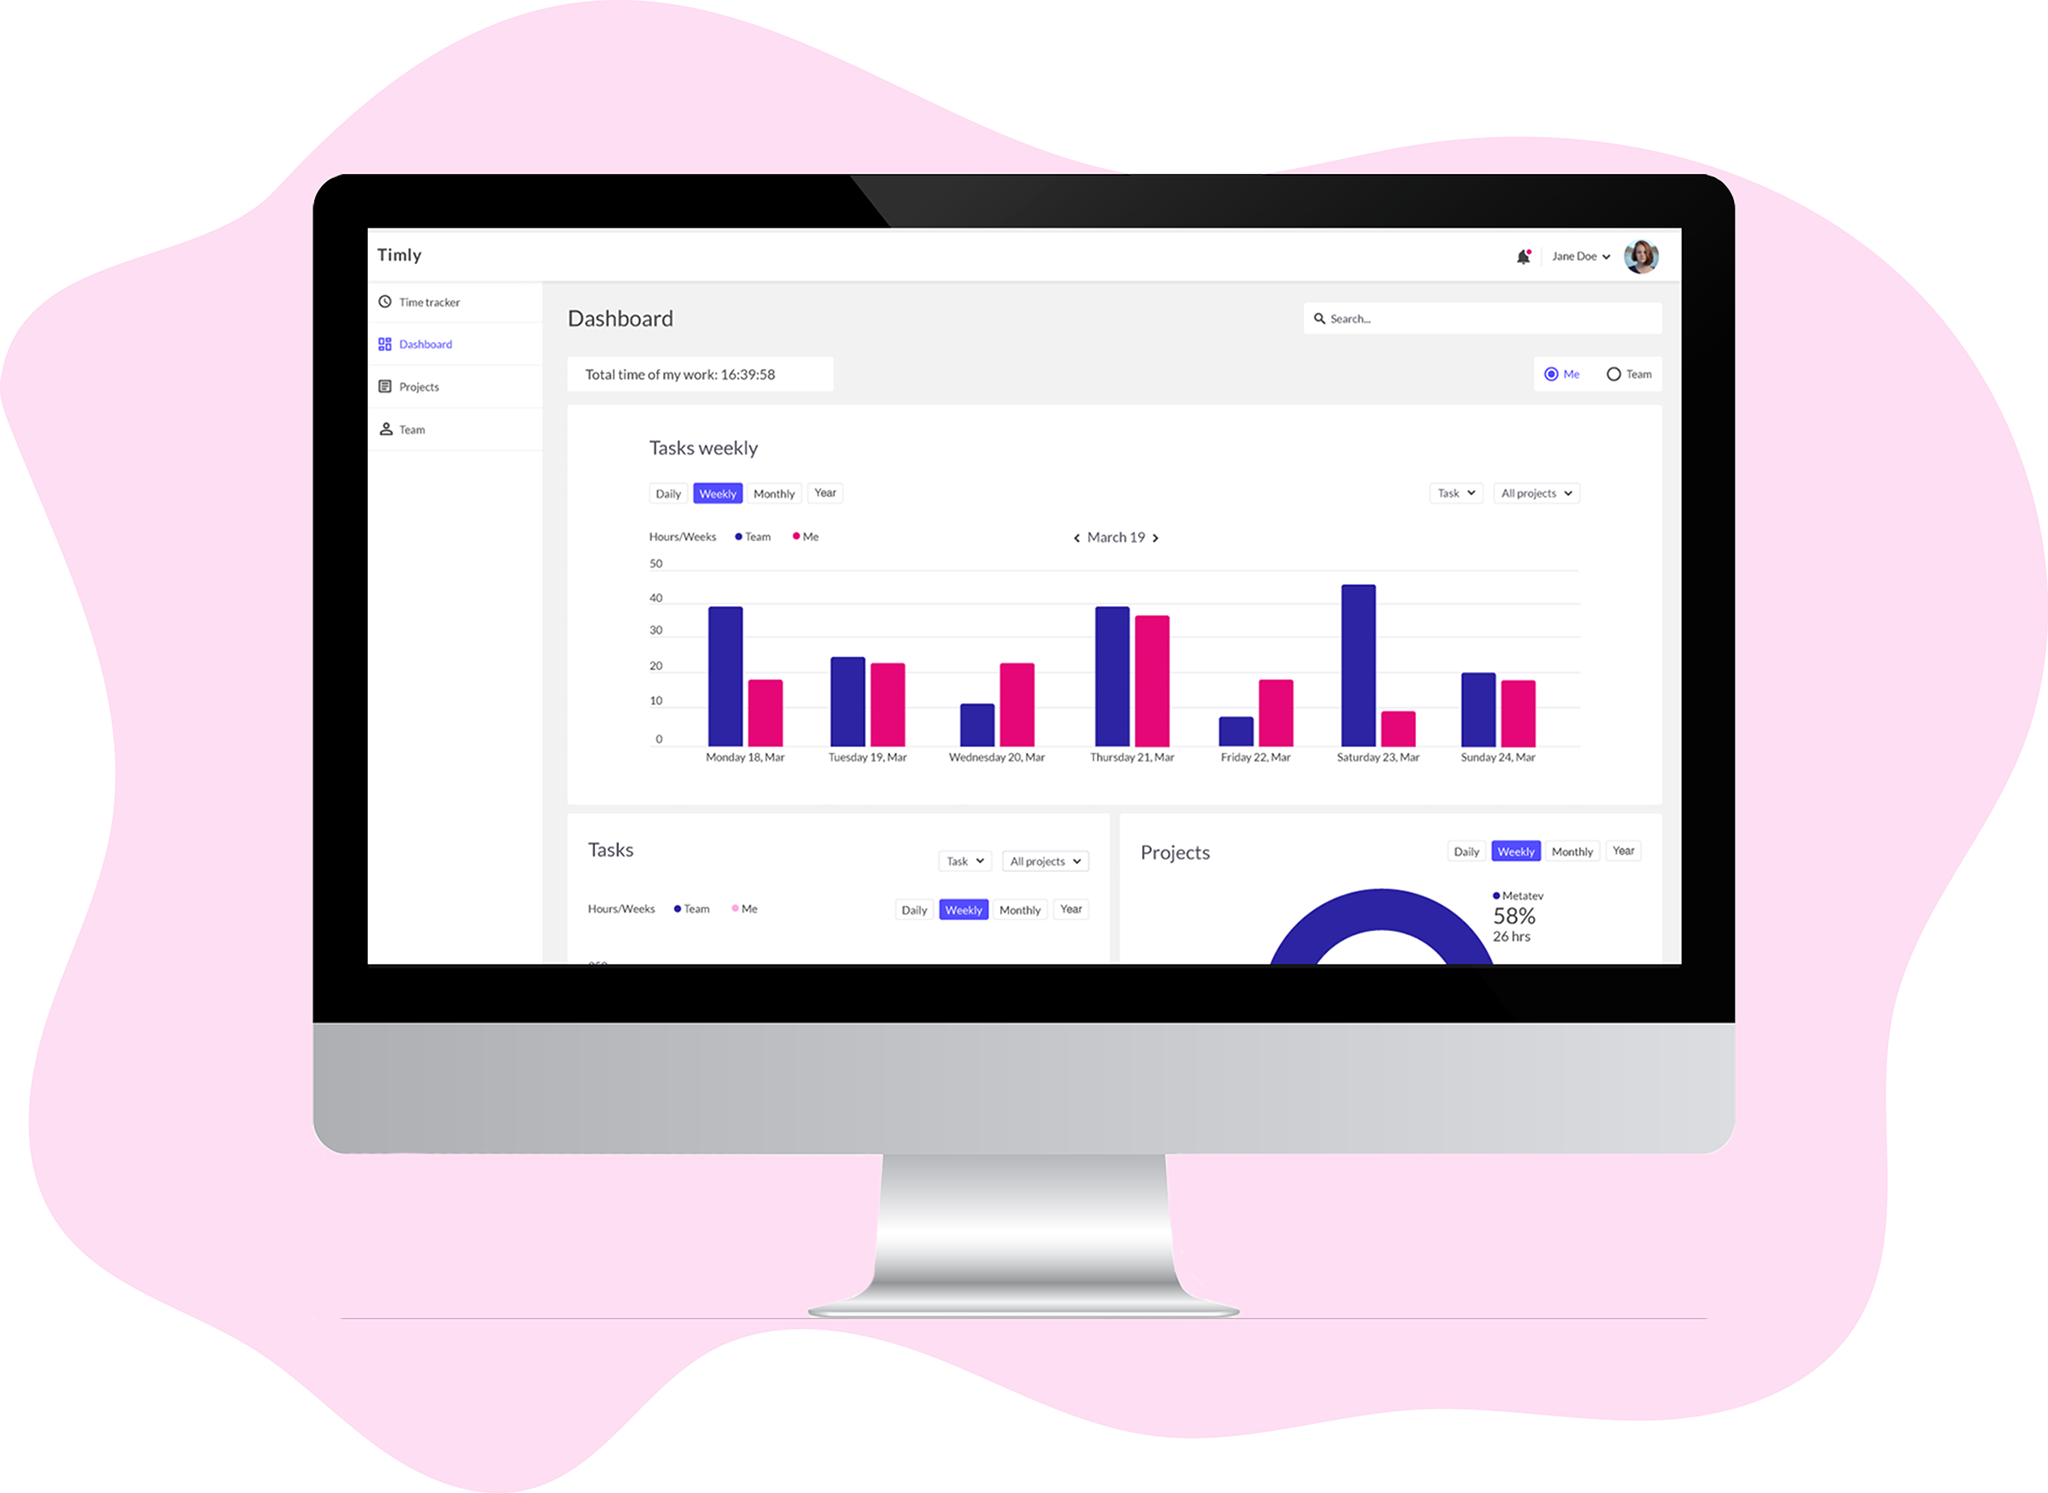 Timly
Jane Doe
Time tracker
Dashboard
Projects
Team
Dashboard
Search...
Total time of my work: 16:39:58
Me Team
Tasks weekly
Daily Weekly Monthly Year
Task All projects
Hours/Weeks Team Me
March 19
50
40
30
20
10
0
Monday 18, Mar Tuesday 19, Mar Wednesday 20, Mar Thursday 21, Mar Friday 22, Mar Saturday 23, Mar Sunday 24, Mar
Tasks
Task All projects
Hours/Weeks Team Me
Daily Weekly Monthly Year
Projects
Daily Weekly Monthly Year
Metatev
58%
26 hrs